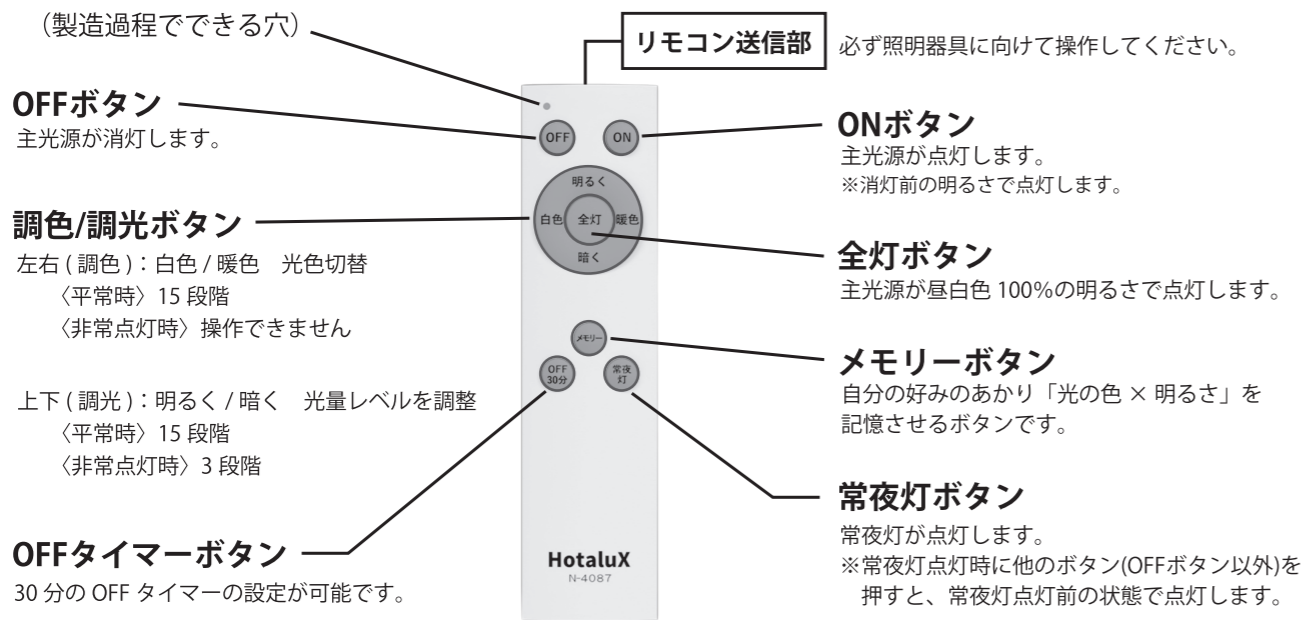 （製造過程でできる穴）
リモコン送信部
必ず照明器具に向けて操作してください。
OFFボタン
主光源が消灯します。
調色/調光ボタン
左右 ( 調色 )：白色 / 暖色　光色切替
〈平常時〉15 段階
〈非常点灯時〉操作できません
上下 ( 調光 )：明るく / 暗く　光量レベルを調整
〈平常時〉15 段階
〈非常点灯時〉3 段階
OFFタイマーボタン
30 分の OFF タイマーの設定が可能です。
OFF
ON
明るく
白色
全灯
暖色
暗く
メモリー
OFF
30分
常夜
灯
HotaluX
N-4087
ONボタン
主光源が点灯します。
※消灯前の明るさで点灯します。
全灯ボタン
主光源が昼白色 100%の明るさで点灯します。
メモリーボタン
自分の好みのあかり「光の色 × 明るさ」を
記憶させるボタンです。
常夜灯ボタン
常夜灯が点灯します。
※常夜灯点灯時に他のボタン(OFFボタン以外)を
押すと、常夜灯点灯前の状態で点灯します。